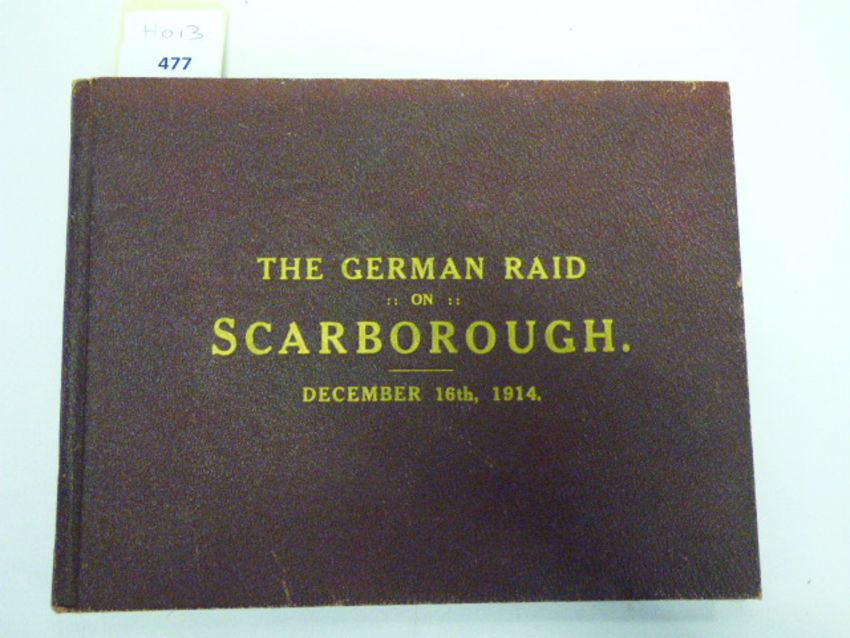 H013
477
THE GERMAN RAID
:: ON ::
SCARBOROUGH.
DECEMBER 16th, 1914.